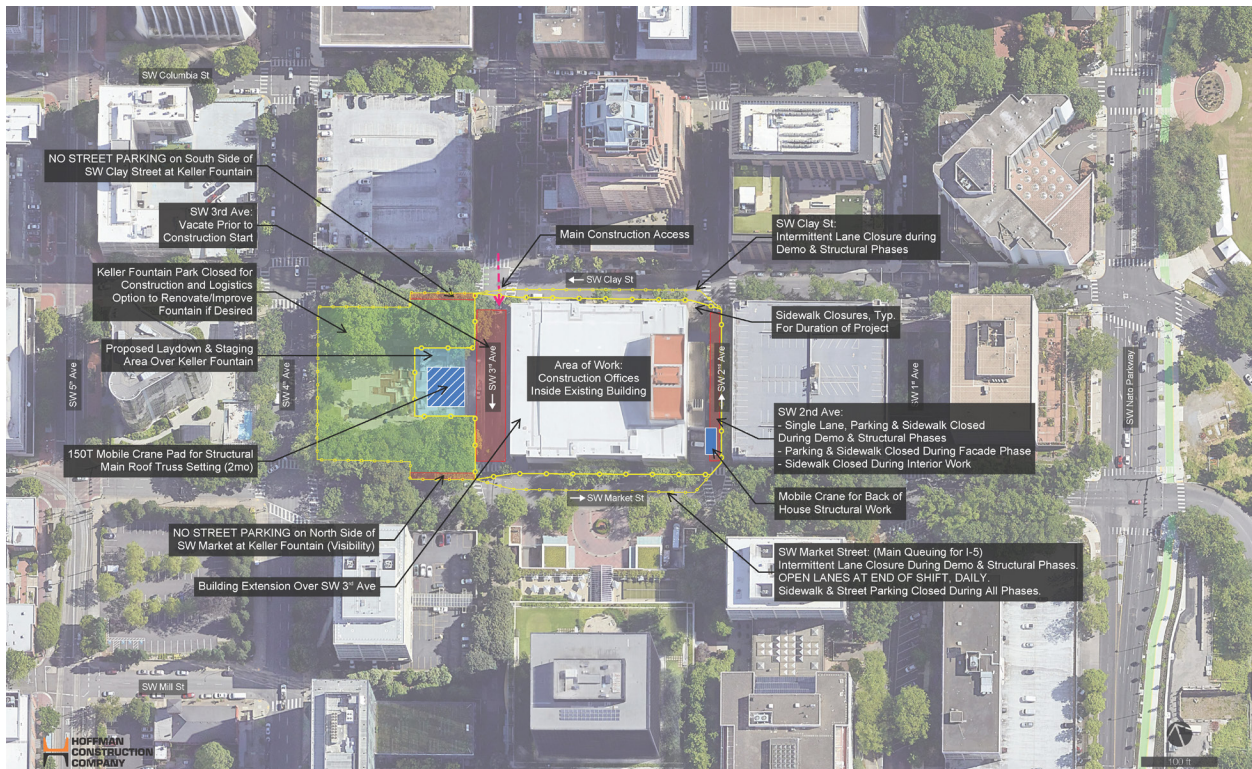 SW Columbia St
NO STREET PARKING on South Side of
SW Clay Street at Keller Fountain
SW 3rd Ave:
Vacate Prior to
Construction Start
Main Construction Access
SW Clay St:
Intermittent Lane Closure during
Demo & Structural Phases
Keller Fountain Park Closed for
Construction and Logistics
Option to Renovate/Improve
Fountain if Desired
← SW Clay St
Sidewalk Closures, Typ.
For Duration of Project
Proposed Laydown & Staging
Area Over Keller Fountain
Area of Work:
Construction Offices
Inside Existing Building
SW 5th Ave
SW 4th Ave
← SW 3rd Ave
SW 2nd Ave →
SW 1st Ave
SW Naito Parkway
SW 2nd Ave:
- Single Lane, Parking & Sidewalk Closed
During Demo & Structural Phases
- Parking & Sidewalk Closed During Facade Phase
- Sidewalk Closed During Interior Work
150T Mobile Crane Pad for Structural
Main Roof Truss Setting (2mo)
→ SW Market St
Mobile Crane for Back of
House Structural Work
NO STREET PARKING on North Side of
SW Market at Keller Fountain (Visibility)
SW Market Street: (Main Queuing for I-5)
Intermittent Lane Closure During Demo & Structural Phases.
OPEN LANES AT END OF SHIFT, DAILY.
Sidewalk & Street Parking Closed During All Phases.
Building Extension Over SW 3rd Ave
SW Mill St
HOFFMAN
CONSTRUCTION
COMPANY
100 ft